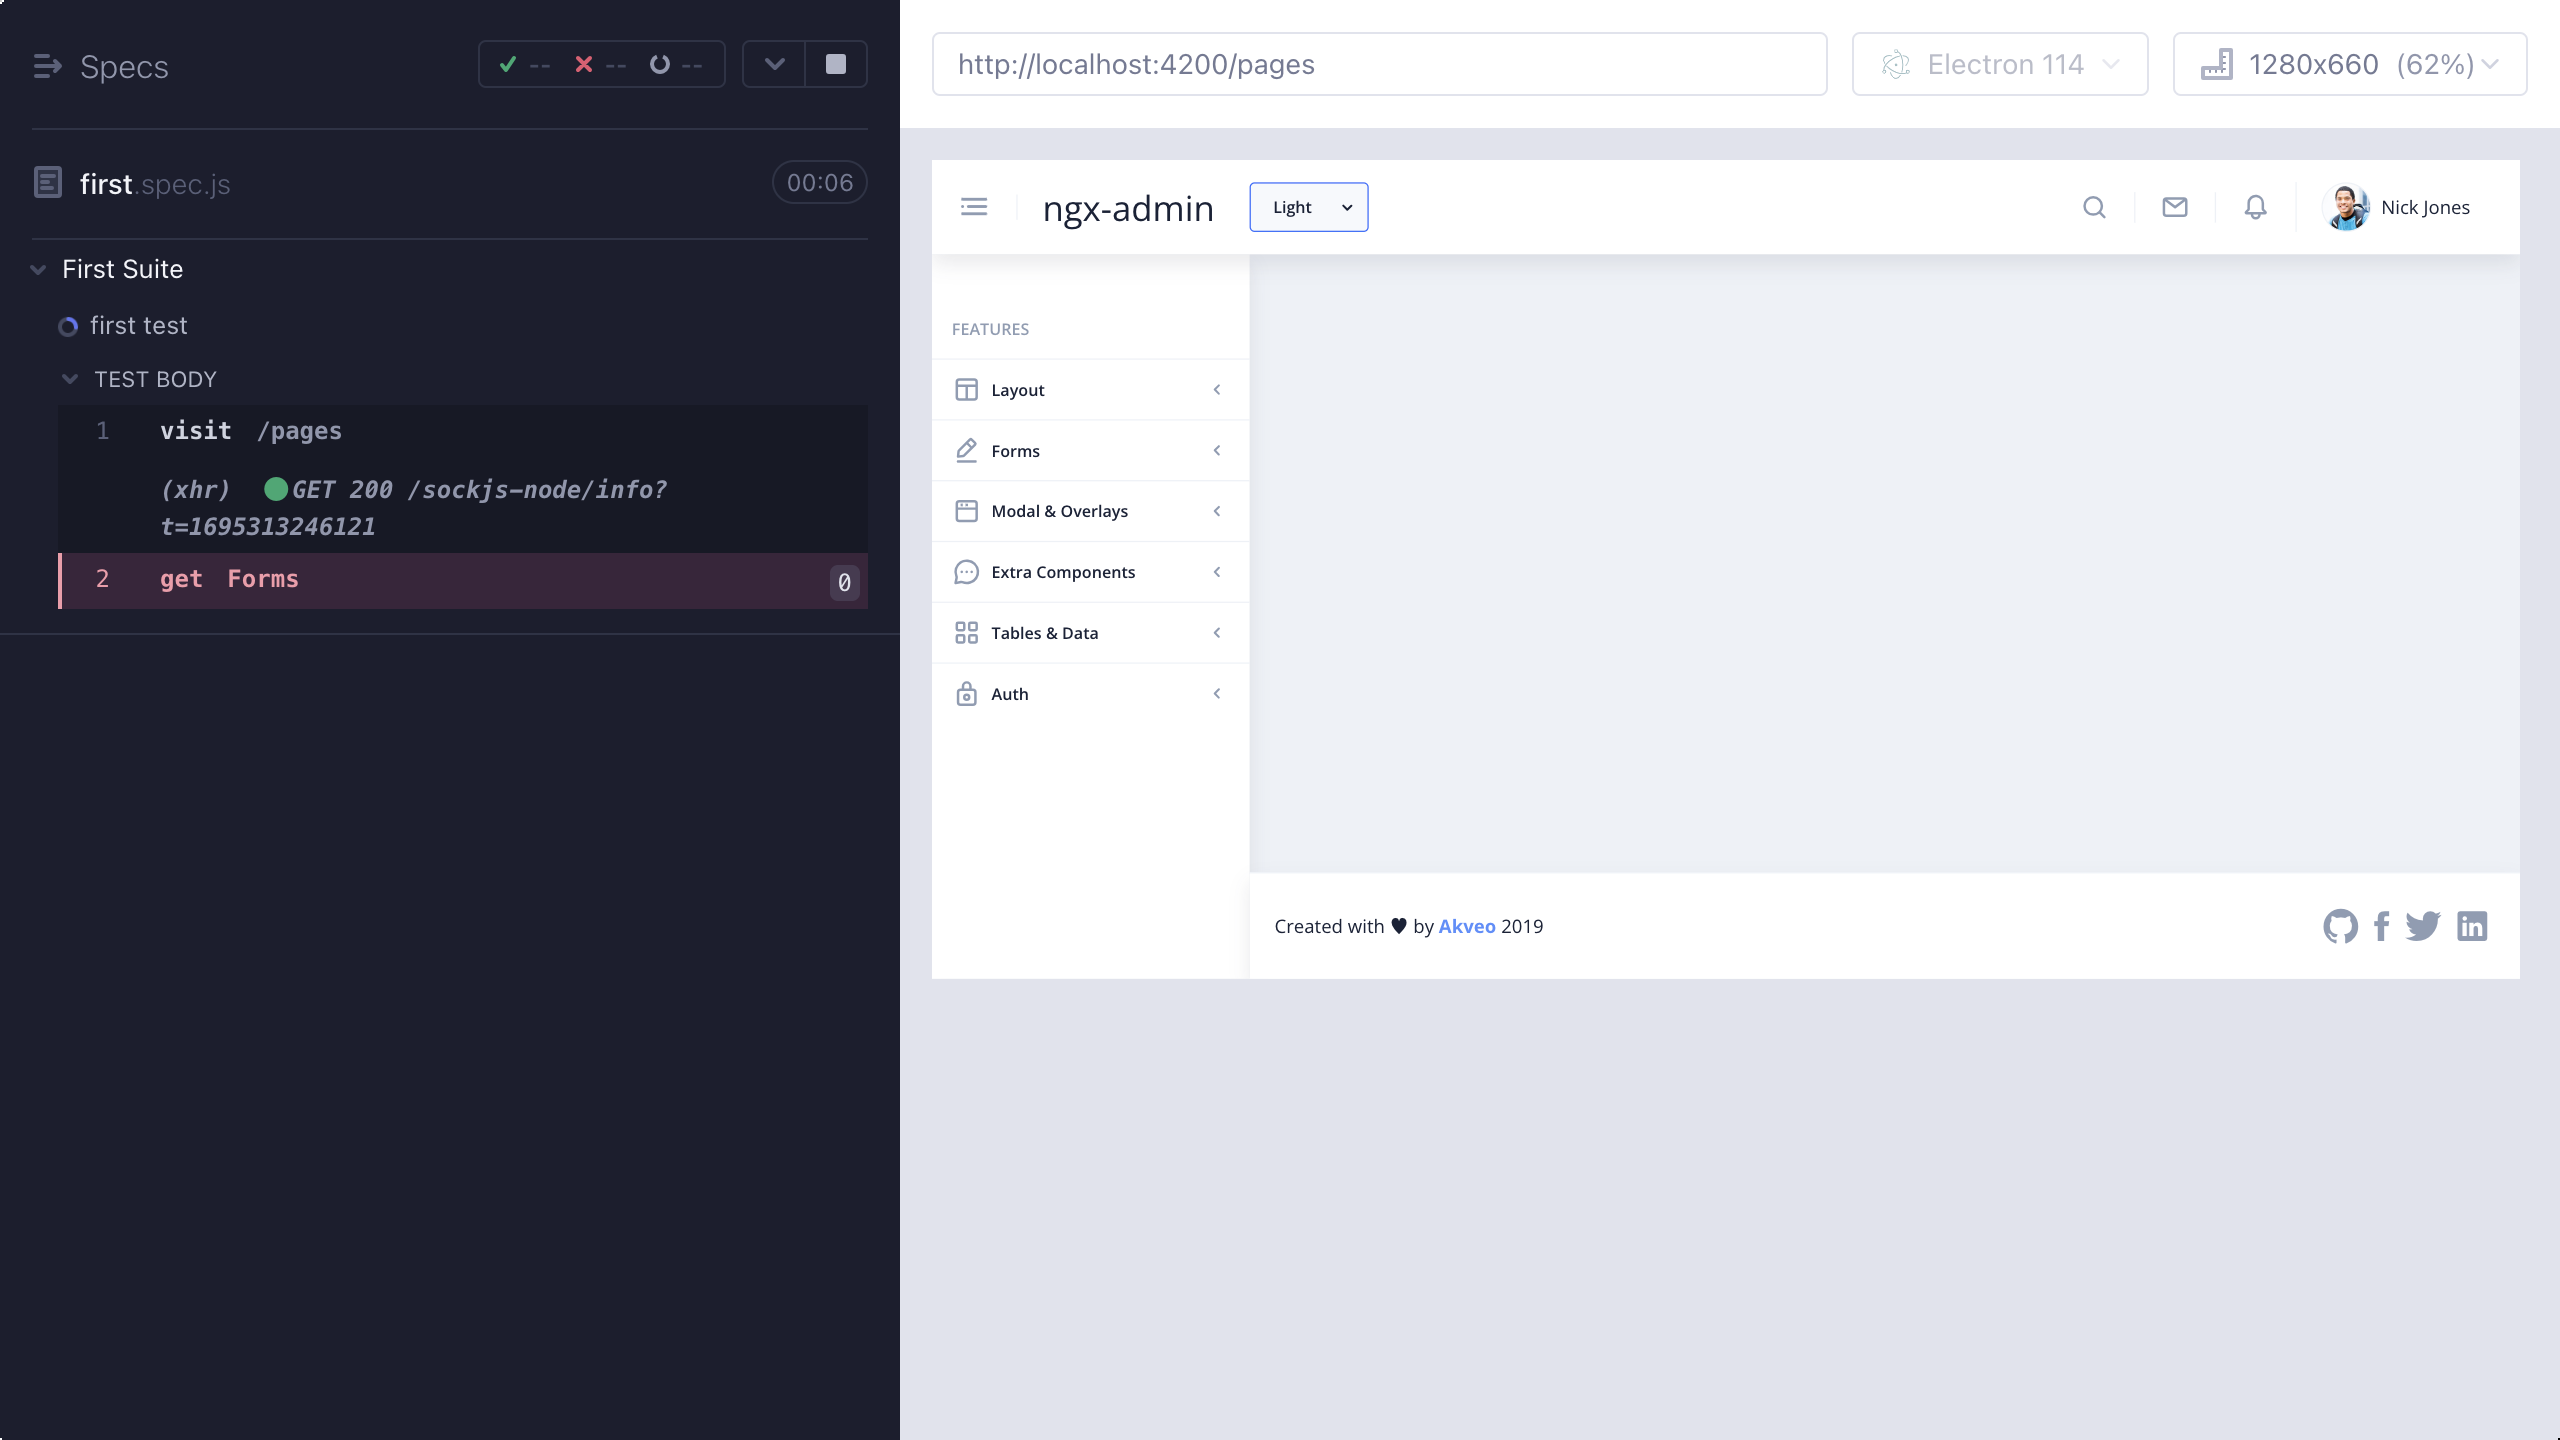 Specs
-- -- --
first.spec.js
00:06
First Suite
first test
TEST BODY
1 visit /pages
(xhr) GET 200 /sockjs-node/info?
t=1695313246121
2 get Forms 0
http://localhost:4200/pages
Electron 114
1280x660 (62%)
ngx-admin
Light
Nick Jones
FEATURES
Layout
Forms
Modal & Overlays
Extra Components
Tables & Data
Auth
Created with ♥ by Akveo 2019